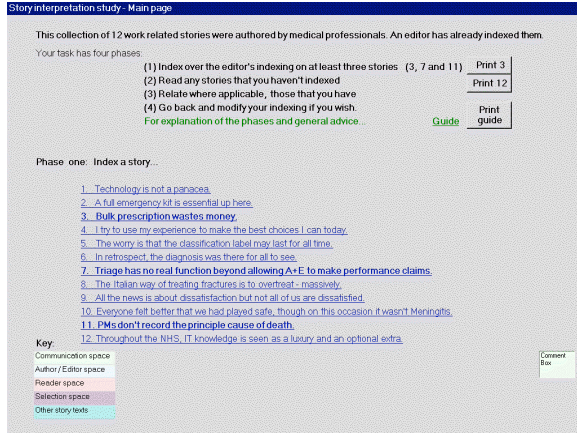 Story interpretation study - Main page
This collection of 12 work related stories were authored by medical professionals. An editor has already indexed them.
Your task has four phases:
(1) Index over the editor's indexing on at least three stories (3, 7 and 11) Print 3
(2) Read any stories that you haven't indexed Print 12
(3) Relate where applicable, those that you have
(4) Go back and modify your indexing if you wish. Print
For explanation of the phases and general advice... Guide guide
Phase one: Index a story...
1. Technology is not a panacea.
2. A full emergency kit is essential up here.
3. Bulk prescription wastes money.
4. I try to use my experience to make the best choices I can today.
5. The worry is that the classification label may last for all time.
6. In retrospect, the diagnosis was there for all to see.
7. Triage has no real function beyond allowing A+E to make performance claims.
8. The Italian way of treating fractures is to overtreat - massively.
9. All the news is about dissatisfaction but not all of us are dissatisfied.
10. Everyone felt better that we had played safe, though on this occasion it wasn't Meningitis.
11. PMs don't record the principle cause of death.
12. Throughout the NHS, IT knowledge is seen as a luxury and an optional extra.
Key:
Communication space
Author / Editor space
Reader space
Selection space
Other story texts
Comment
Box